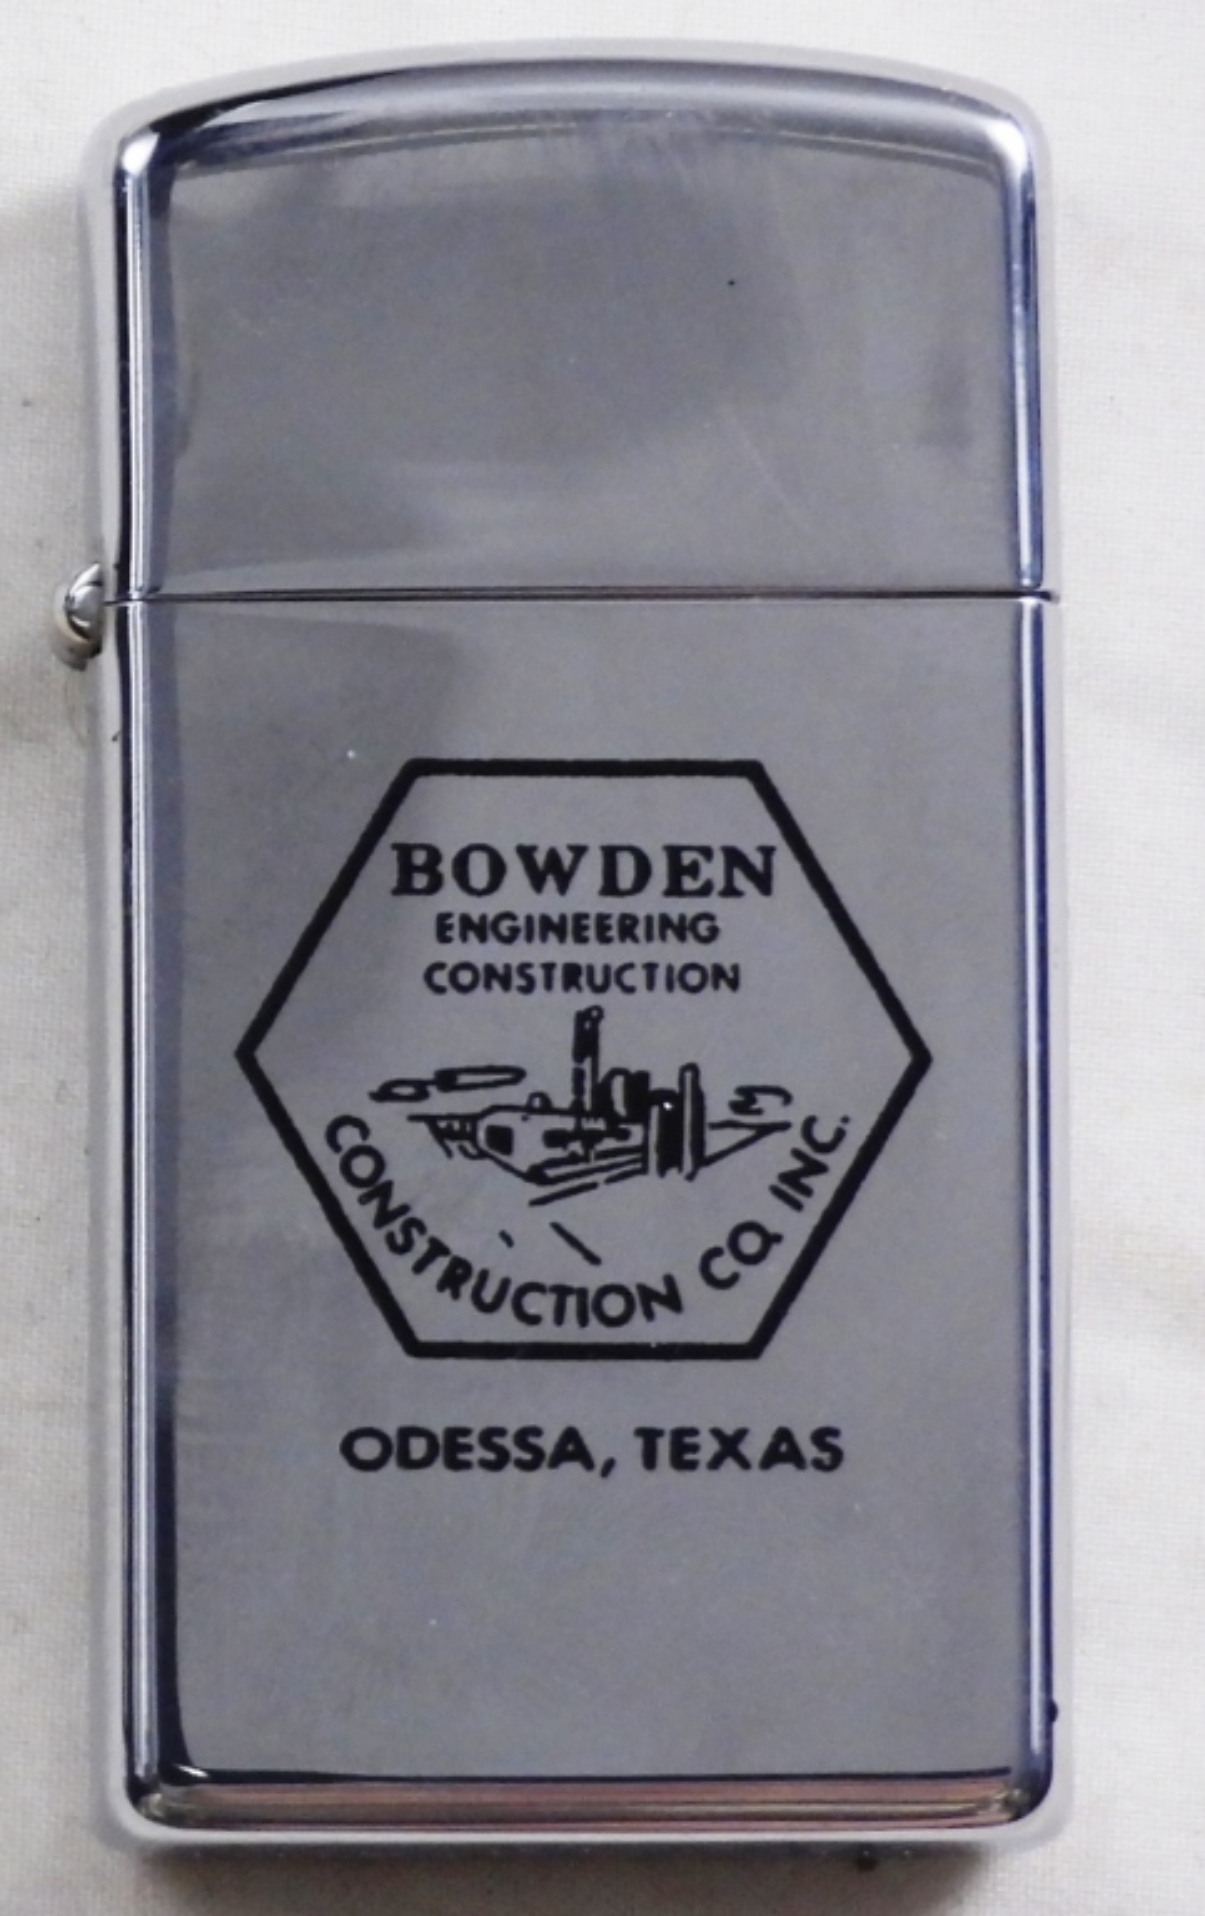 BOWDEN
ENGINEERING
CONSTRUCTION
CONSTRUCTION CO. INC.
ODESSA, TEXAS